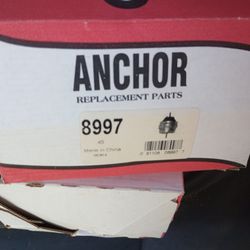 ANCHOR
REPLACEMENT PARTS
8997
Made in China